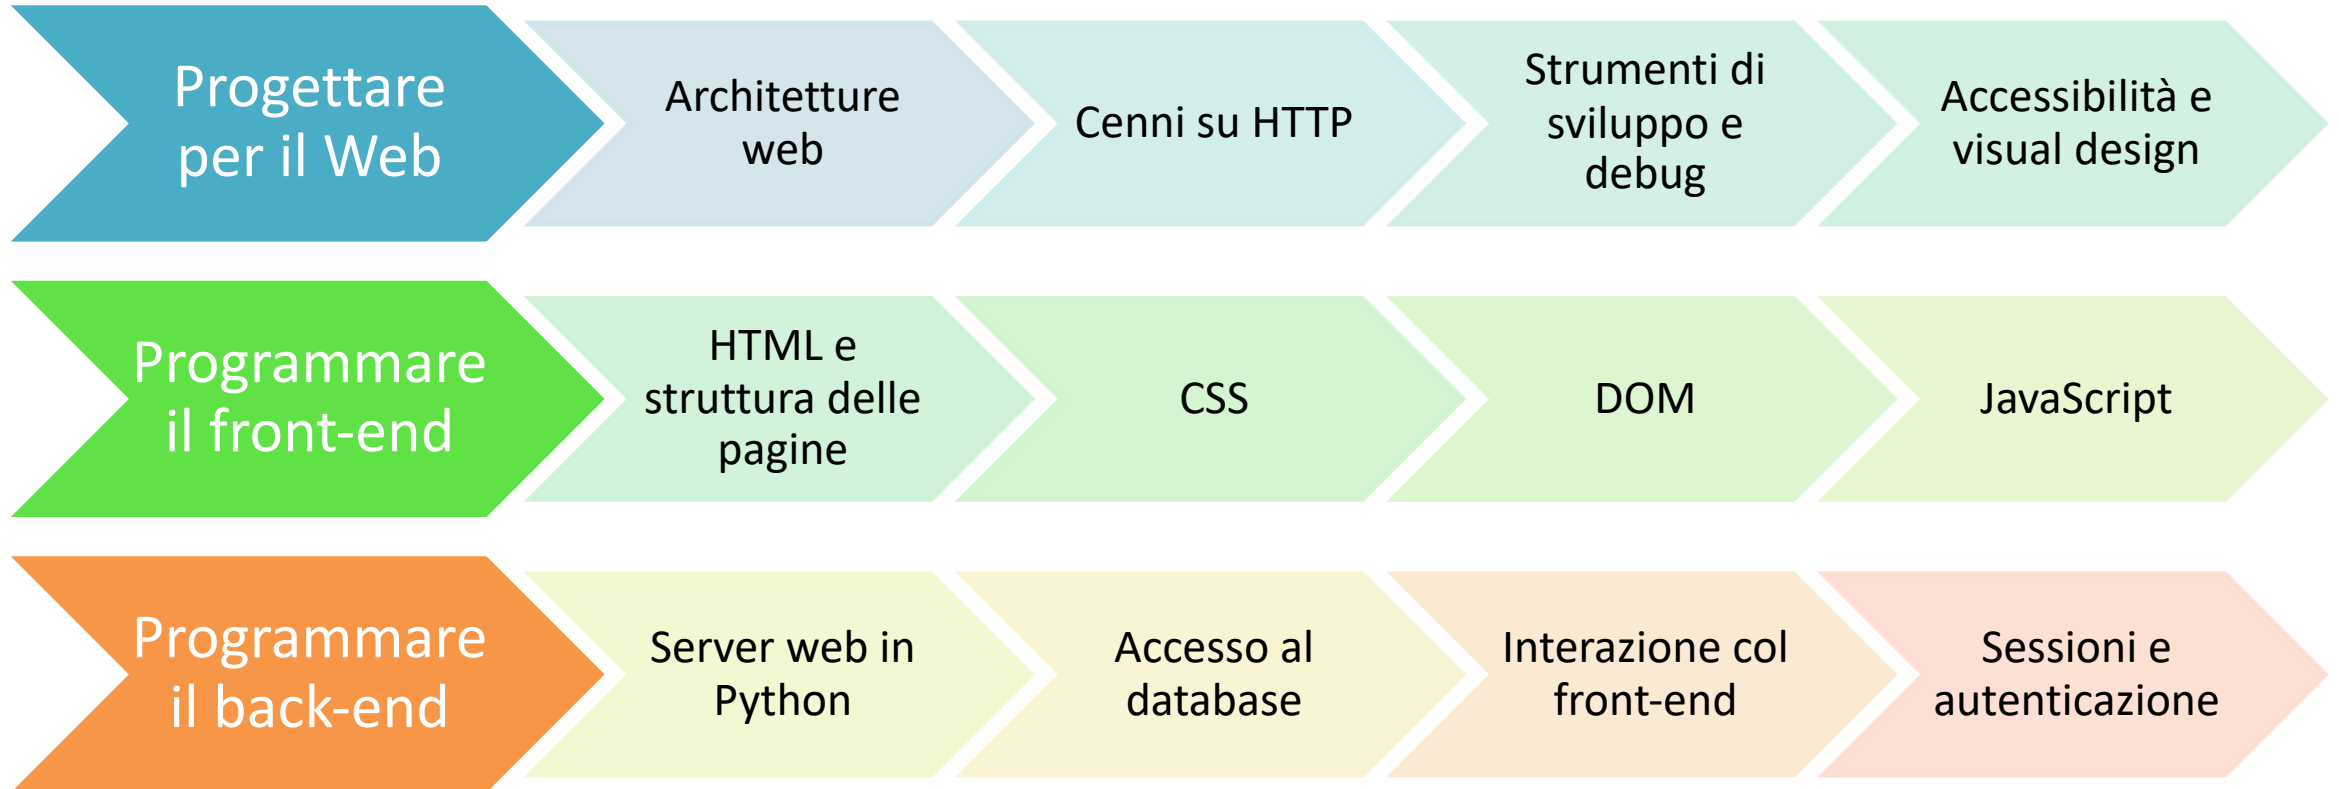 Progettare
per il Web
Architetture
web
Cenni su HTTP
Strumenti di
sviluppo e
debug
Accessibilità e
visual design
Programmare
il front-end
HTML e
struttura delle
pagine
CSS
DOM
JavaScript
Programmare
il back-end
Server web in
Python
Accesso al
database
Interazione col
front-end
Sessioni e
autenticazione